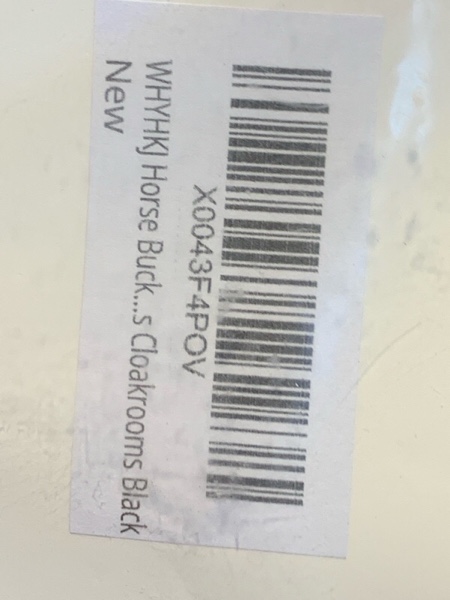 X0043F4POV
WHYHKJ Horse Buck...s Cloakrooms Black
New